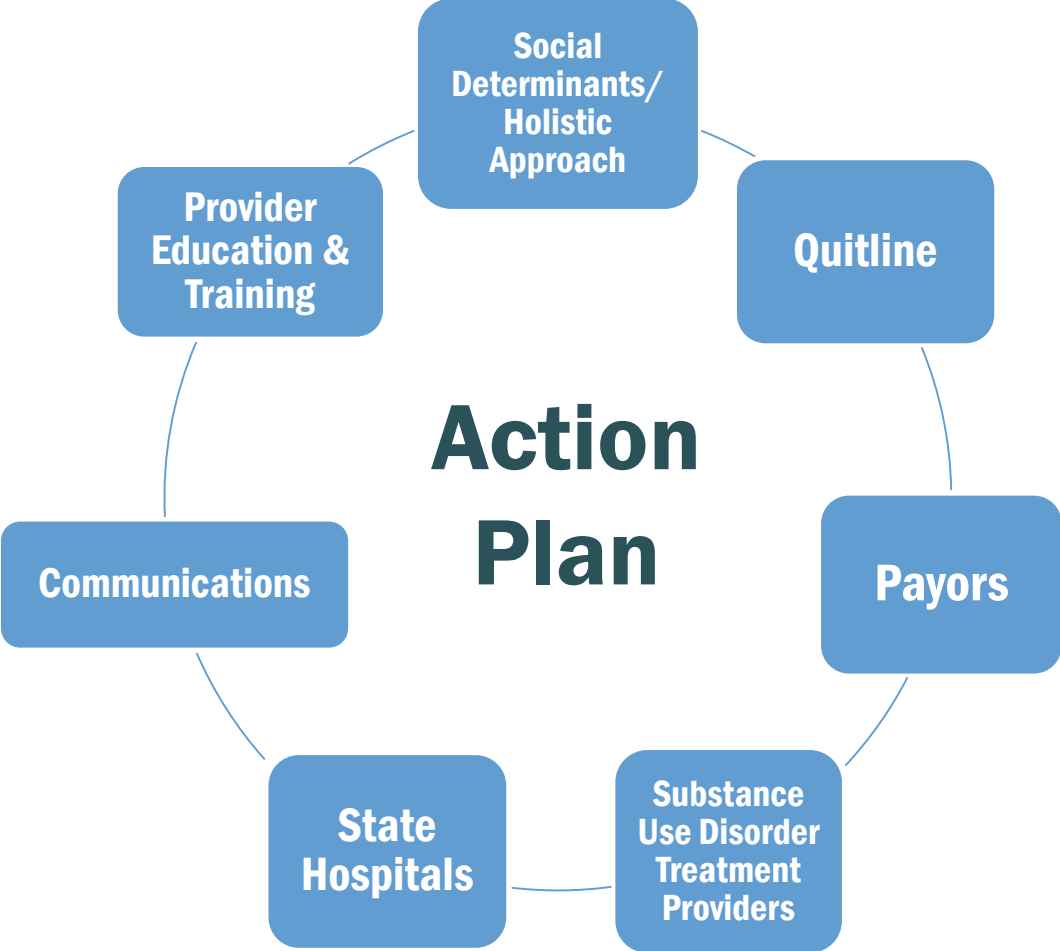 Social
Determinants/
Holistic
Approach
Quitline
Payors
Substance
Use Disorder
Treatment
Providers
State
Hospitals
Communications
Provider
Education &
Training
Action
Plan